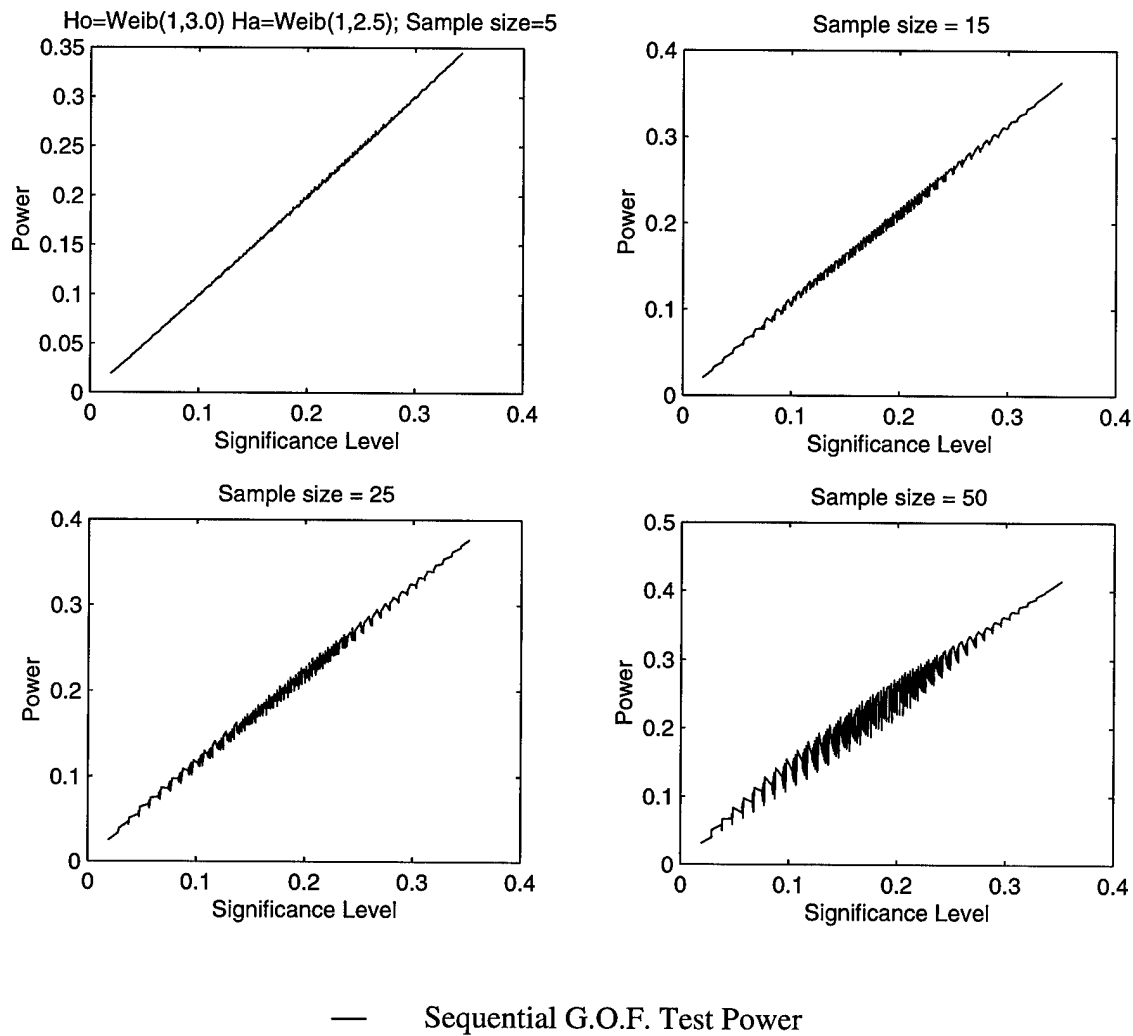 Ho=Weib(1,3.0) Ha=Weib(1,2.5); Sample size=5
0.35
0.3
0.25
0.2
0.15
0.1
0.05
0
Power
0 0.1 0.2 0.3 0.4
Significance Level
Sample size = 15
0.4
0.3
0.2
0.1
0
Power
0 0.1 0.2 0.3 0.4
Significance Level
Sample size = 25
0.4
0.3
0.2
0.1
0
Power
0 0.1 0.2 0.3 0.4
Significance Level
Sample size = 50
0.5
0.4
0.3
0.2
0.1
0
Power
0 0.1 0.2 0.3 0.4
Significance Level
Sequential G.O.F. Test Power